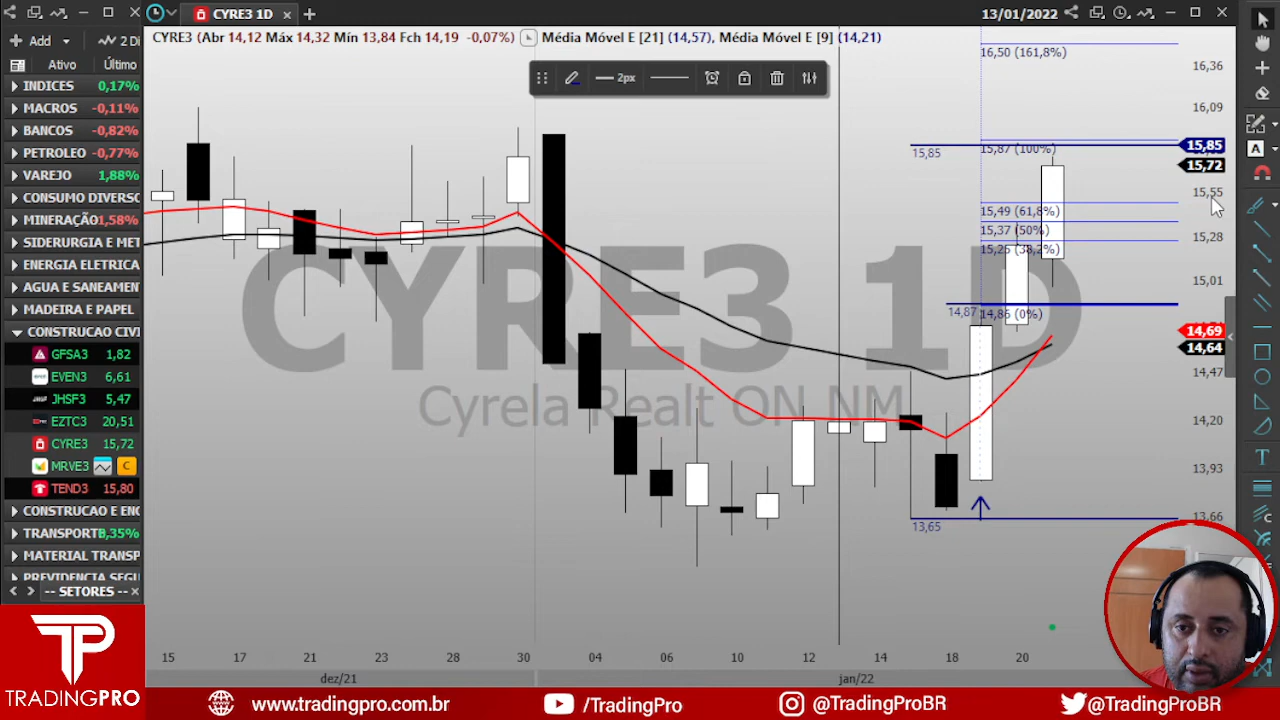 CYRE3 1D
13/01/2022
Add
2 Di
CYRE3 (Abr 14,12 Máx 14,32 Mín 13,84 Fch 14,19 -0,07%)
Média Móvel E [21] (14,57), Média Móvel E [9] (14,21)
Ativo
Último
INDICES 0,17%
MACROS -0,11%
BANCOS -0,82%
PETROLEO -0,77%
VAREJO 1,88%
CONSUMO DIVERSO
MINERAÇÃO 1,58%
SIDERURGIA E MET
ENERGIA ELETRICA
AGUA E SANEAMEN
MADEIRA E PAPEL
CONSTRUCAO CIVI
GFSA3 1,82
EVEN3 6,61
JHSF3 5,47
EZTC3 20,51
CYRE3 15,72
MRVE3 C
TEND3 15,80
CONSTRUCAO E ENG
TRANSPORTE 0,35%
MATERIAL TRANSP
PREVIDENCIA SEGU
-- SETORES --
2px
16,50 (161,8%)
15,85
15,87 (100%)
15,49 (61,8%)
15,37 (50%)
15,25 (38,2%)
14,87
14,86 (0%)
13,65
CYRE3 1D
Cyrela Realt ON NM
16,36
16,09
15,85
15,72
15,55
15,28
15,01
14,69
14,64
14,47
14,20
13,93
13,66
A
T
15 17 21 23 28 30 04 06 10 12 14 18 20
dez/21 jan/22
TP
TRADINGPRO
www.tradingpro.com.br
/TradingPro
@TradingProBR
@TradingProBR